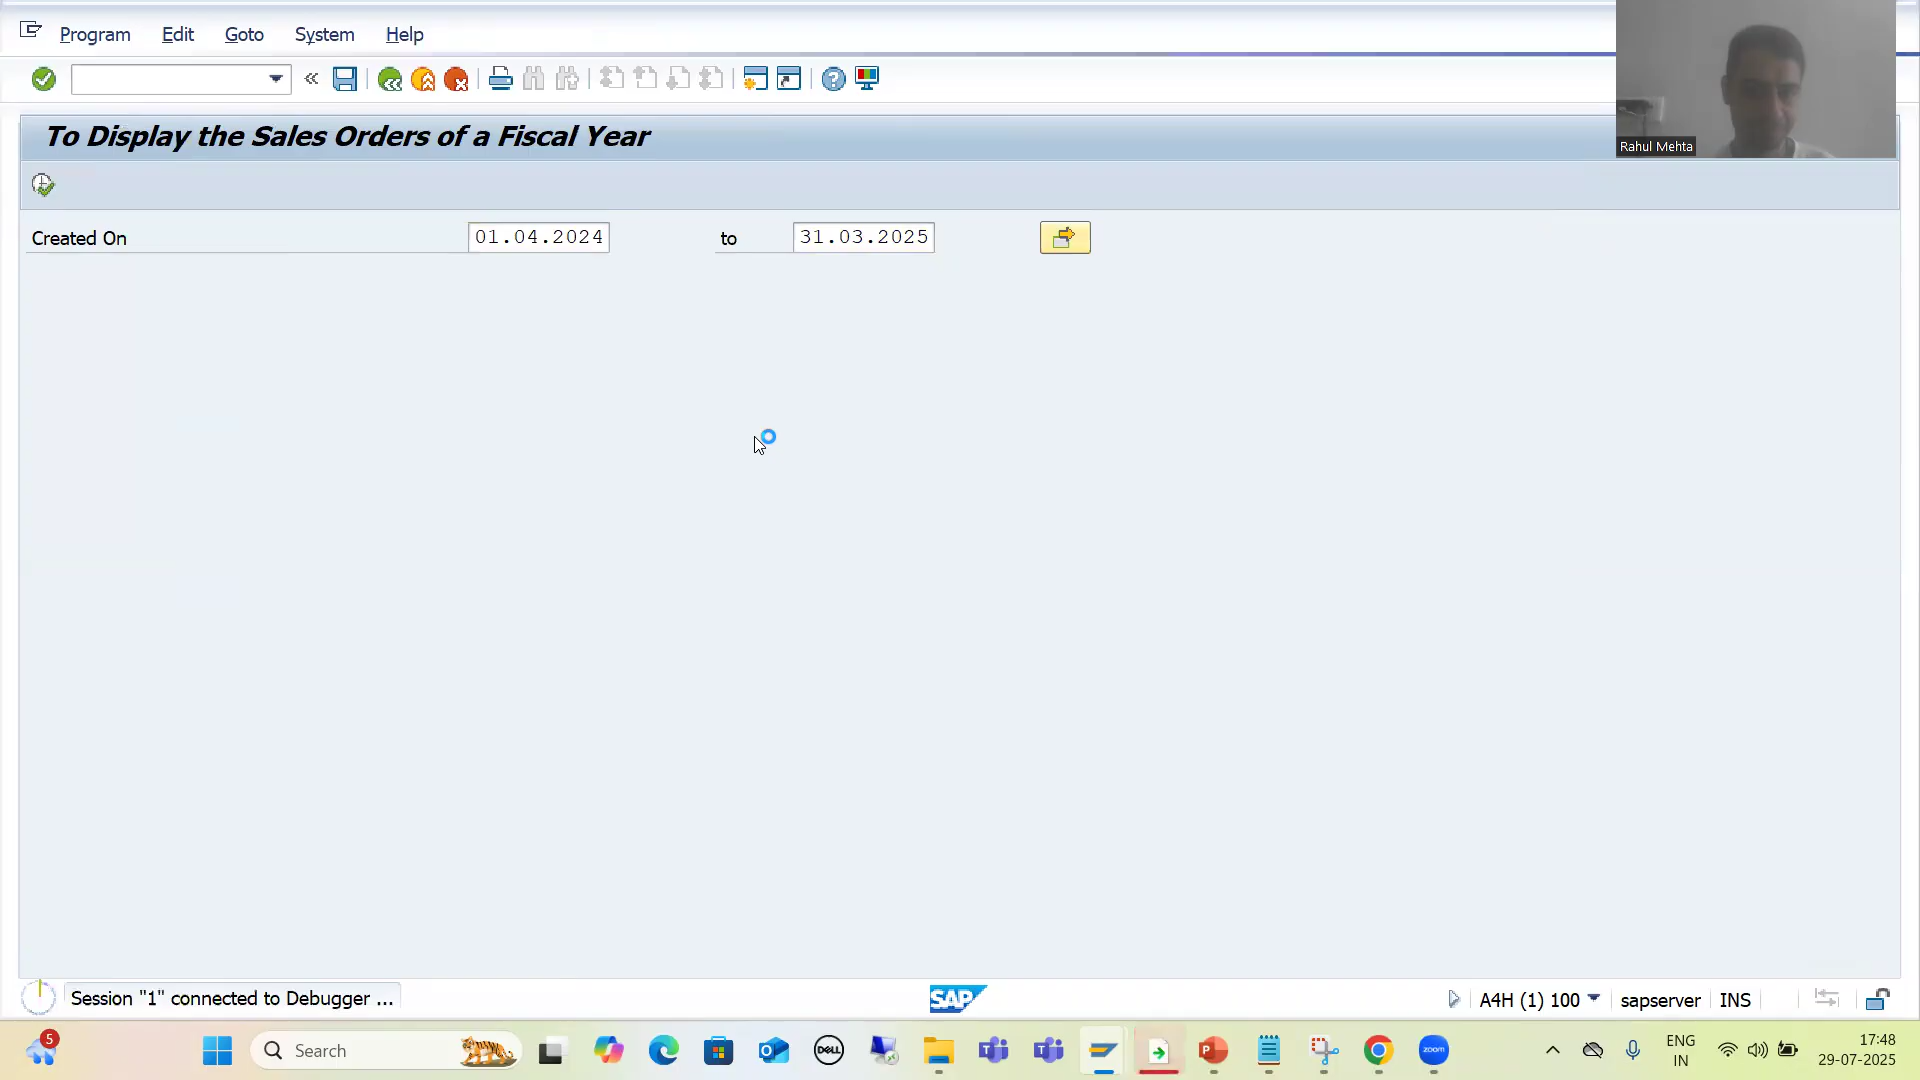 Program Edit Goto System Help
Rahul Mehta
To Display the Sales Orders of a Fiscal Year
Created On 01.04.2024 to 31.03.2025
Session "1" connected to Debugger ...
SAP
A4H (1) 100 sapserver INS
5
Search
DELL
zoom
ENG
IN
17:48
29-07-2025